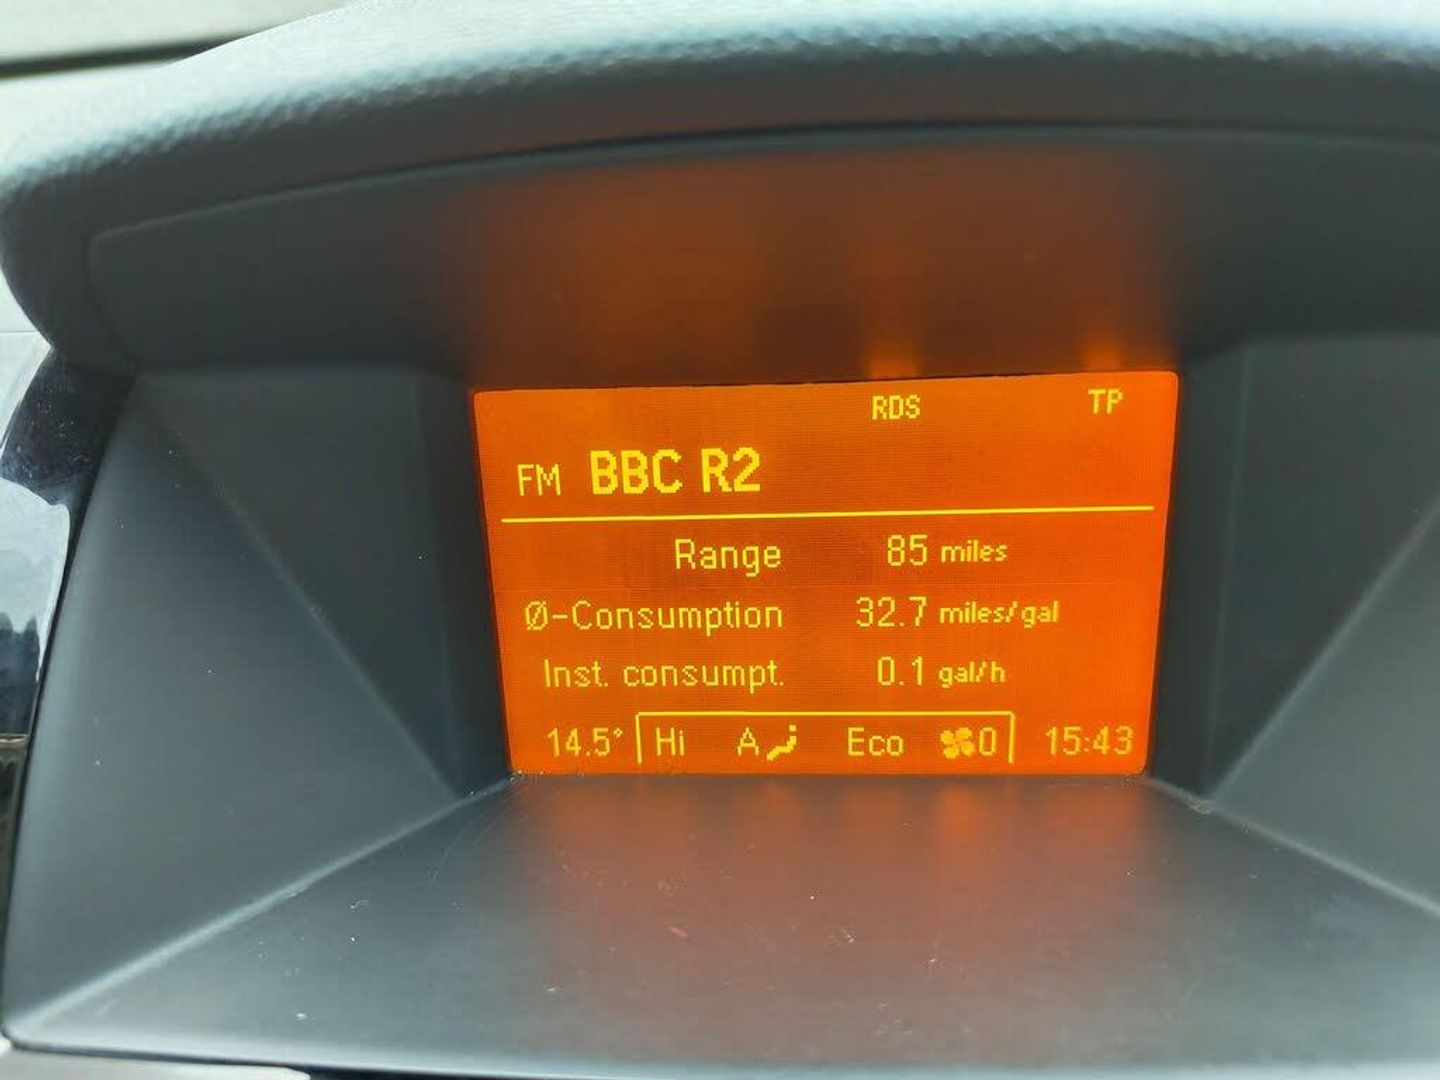 RDS TP
FM BBC R2
Range 85 miles
Ø-Consumption 32.7 miles/gal
Inst. consumpt. 0.1 gal/h
14.5° Hi A Eco 0 15:43